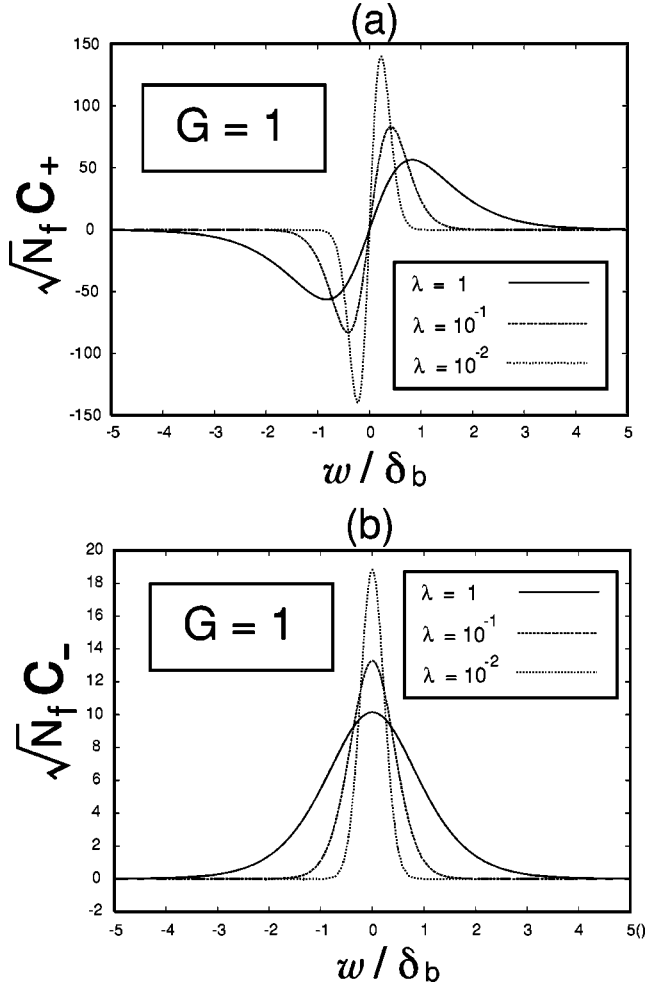 (a)
150
100
50
0
-50
-100
-150
√N_f C_+
G = 1
λ = 1
λ = 10^-1
λ = 10^-2
-5 -4 -3 -2 -1 0 1 2 3 4 5
w / δ_b
(b)
20
18
16
14
12
10
8
6
4
2
0
-2
√N_f C_-
G = 1
λ = 1
λ = 10^-1
λ = 10^-2
-5 -4 -3 -2 -1 0 1 2 3 4 5()
w / δ_b